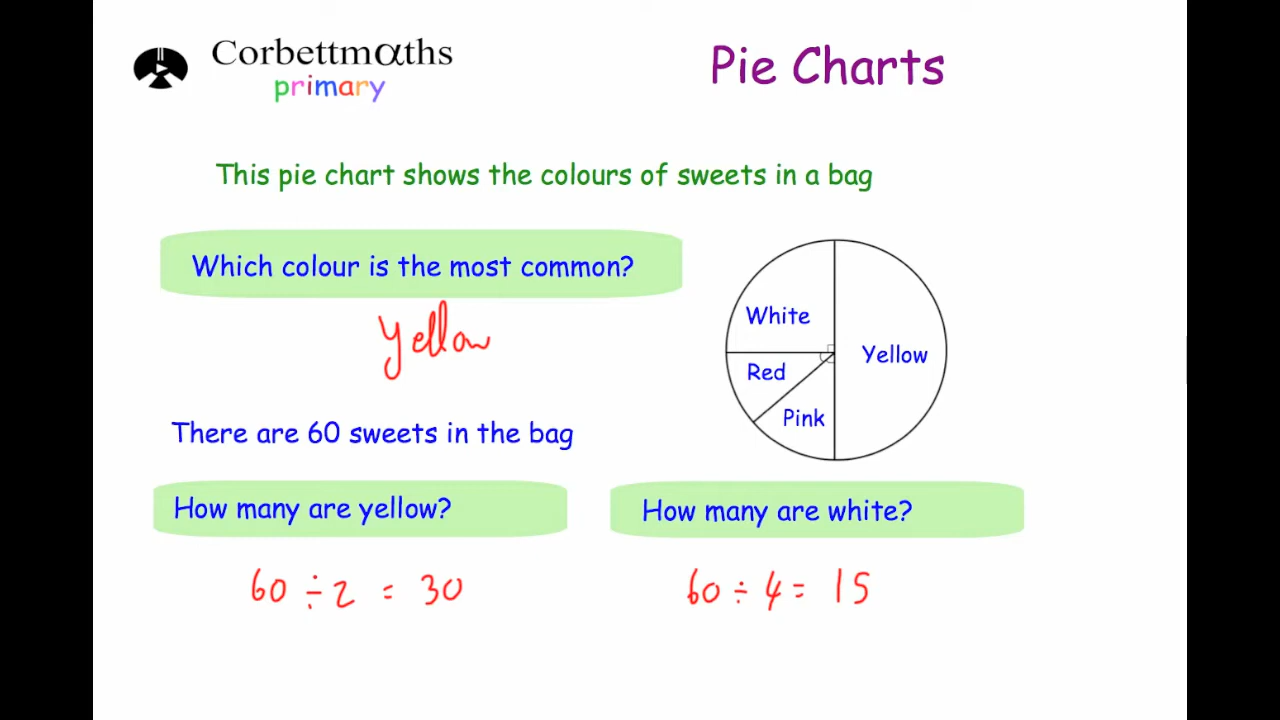 Corbettmαths
primary
Pie Charts
This pie chart shows the colours of sweets in a bag
Which colour is the most common?
Yellow
White
Yellow
Red
Pink
There are 60 sweets in the bag
How many are yellow?
How many are white?
60 ÷ 2 = 30
60 ÷ 4 = 15